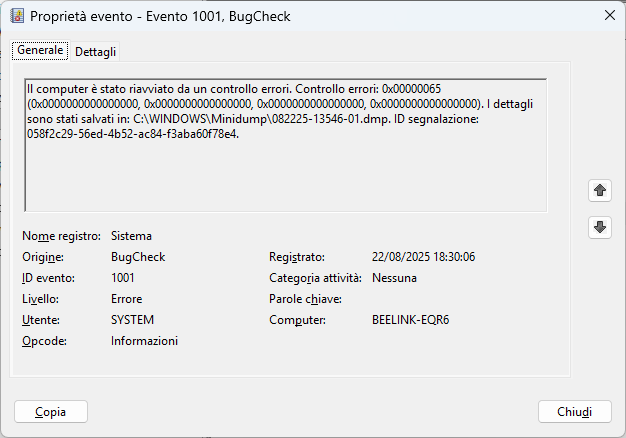 Proprietà evento - Evento 1001, BugCheck
Generale
Dettagli
Il computer è stato riavviato da un controllo errori. Controllo errori: 0x00000065
(0x0000000000000000, 0x0000000000000000, 0x0000000000000000, 0x0000000000000000). I dettagli
sono stati salvati in: C:\WINDOWS\Minidump\082225-13546-01.dmp. ID segnalazione:
058f2c29-56ed-4b52-ac84-f3aba60f78e4.
Nome registro: Sistema
Origine: BugCheck Registrato: 22/08/2025 18:30:06
ID evento: 1001 Categoria attività: Nessuna
Livello: Errore Parole chiave:
Utente: SYSTEM Computer: BEELINK-EQR6
Opcode: Informazioni
Copia
Chiudi